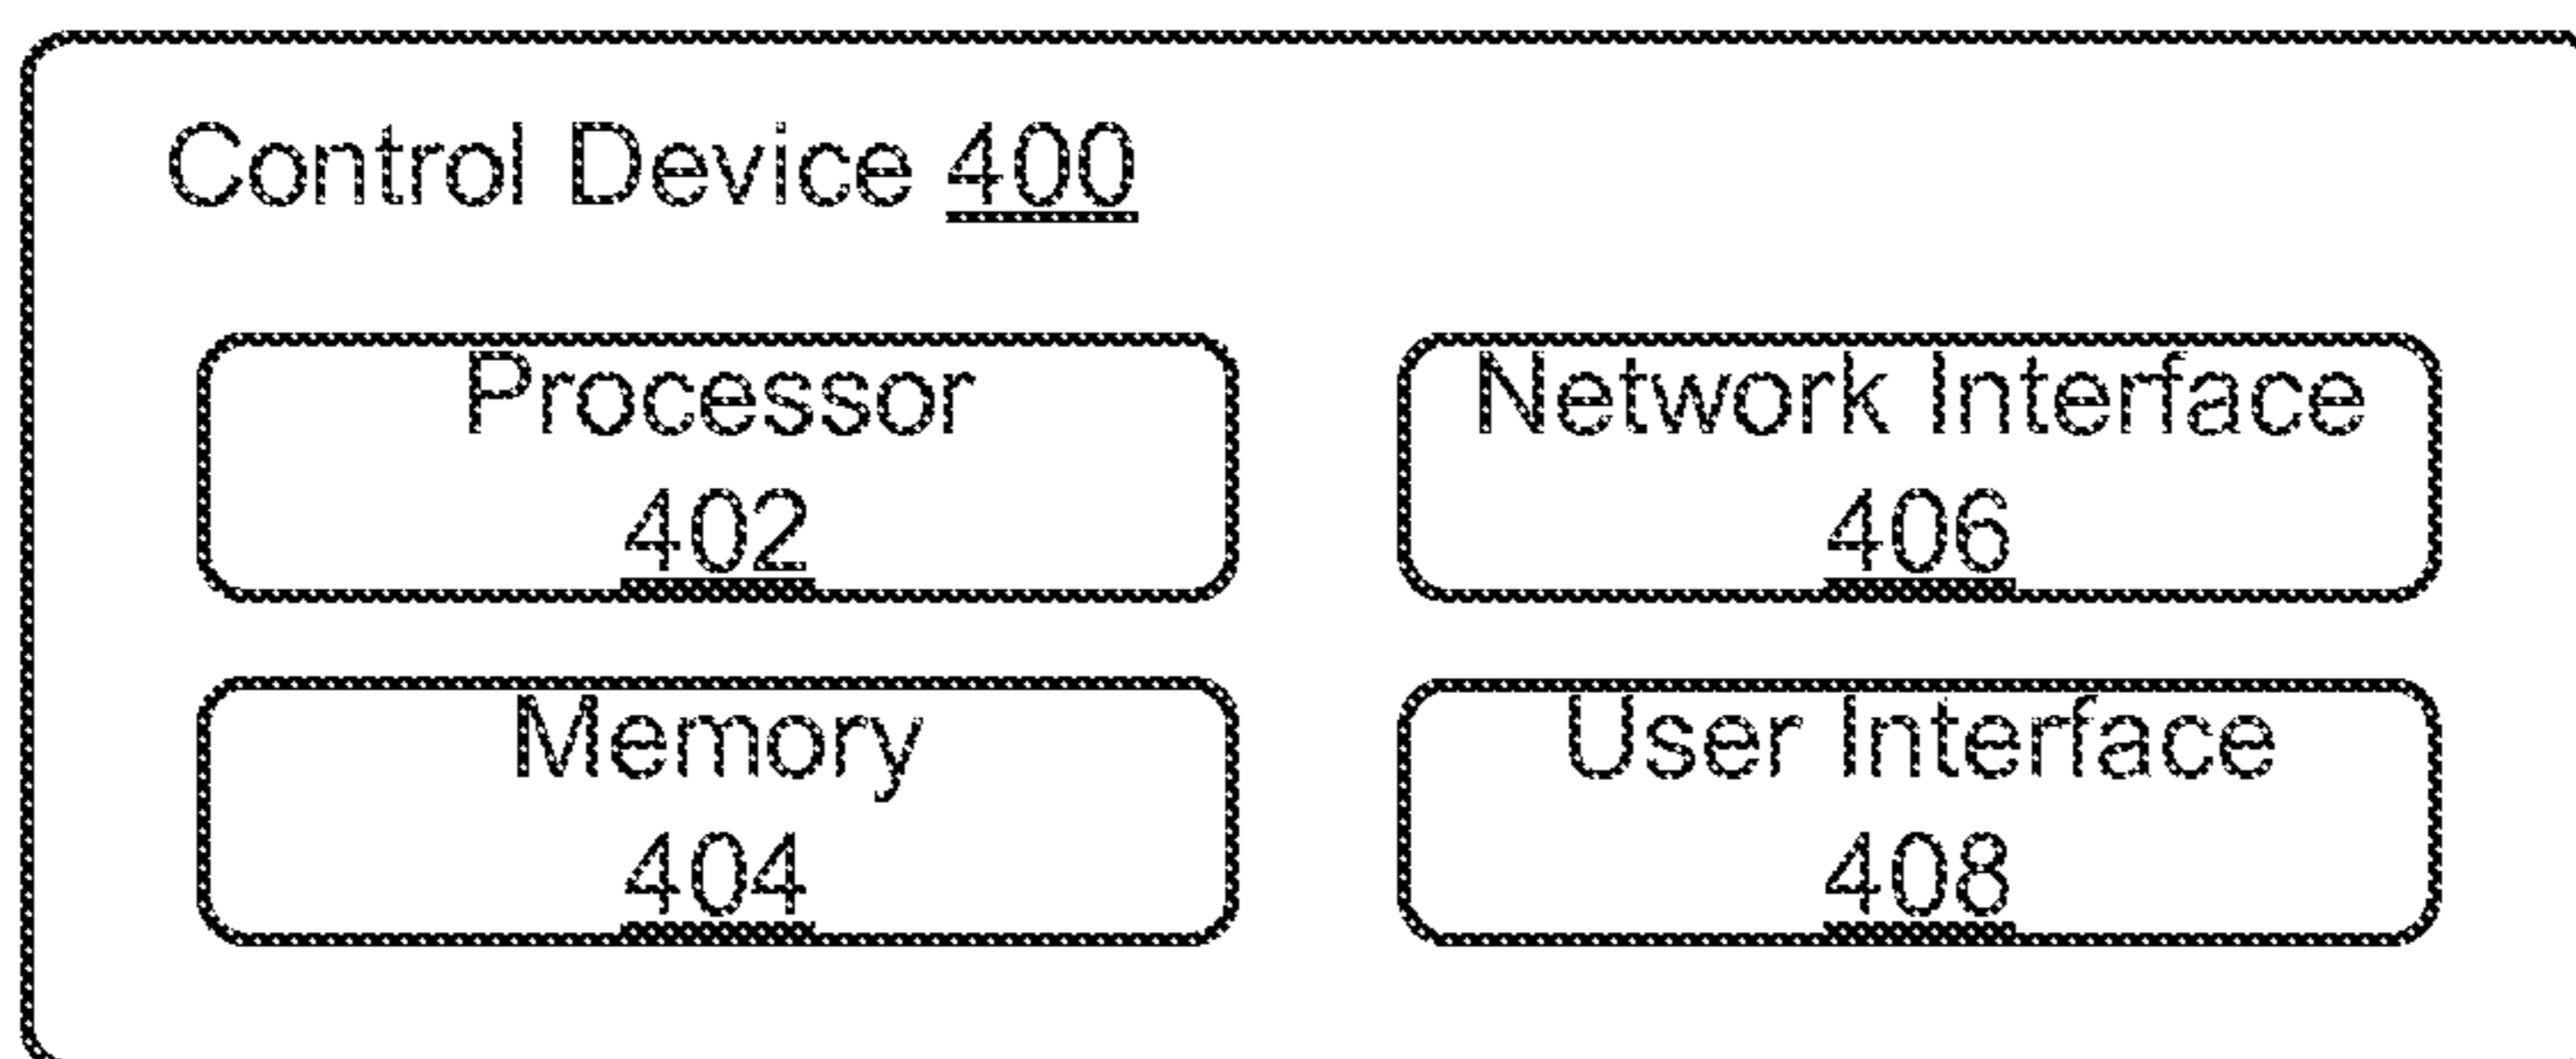 Control Device 400
Processor
402
Network Interface
406
Memory
404
User Interface
408